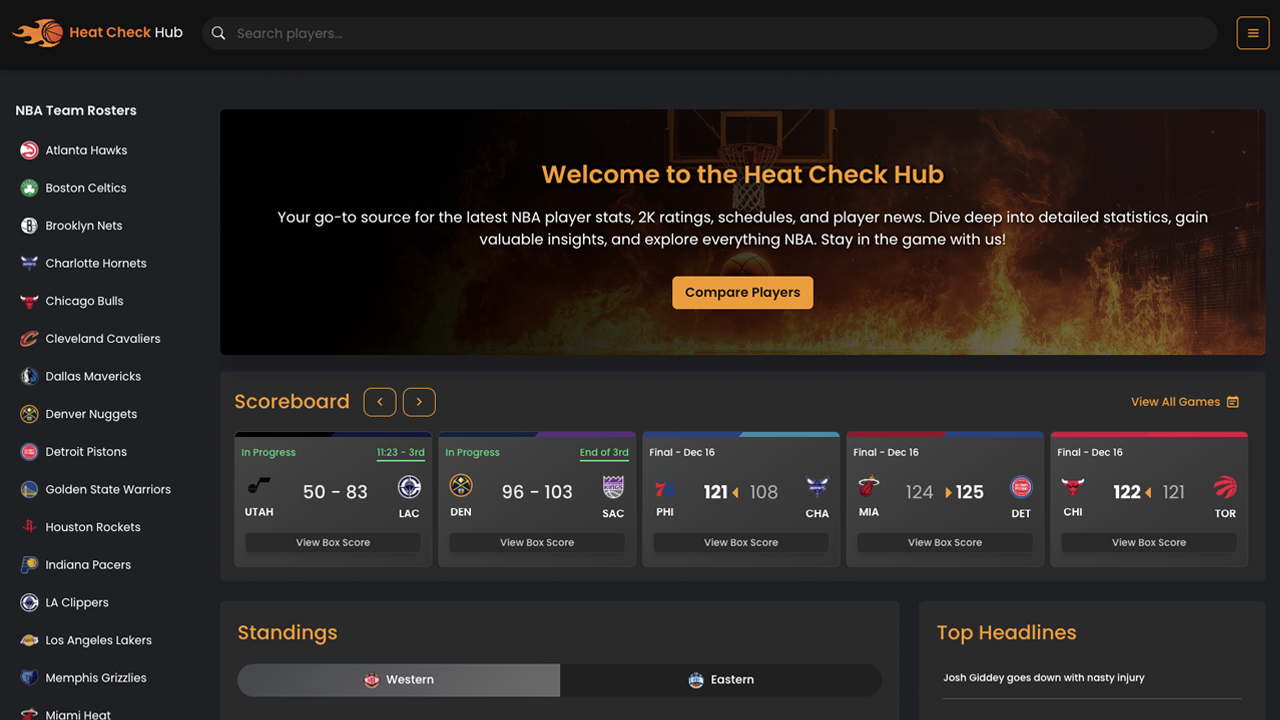 Heat Check Hub
Search players...
NBA Team Rosters
Atlanta Hawks
Boston Celtics
Brooklyn Nets
Charlotte Hornets
Chicago Bulls
Cleveland Cavaliers
Dallas Mavericks
Denver Nuggets
Detroit Pistons
Golden State Warriors
Houston Rockets
Indiana Pacers
LA Clippers
Los Angeles Lakers
Memphis Grizzlies
Miami Heat
Welcome to the Heat Check Hub
Your go-to source for the latest NBA player stats, 2K ratings, schedules, and player news. Dive deep into detailed statistics, gain
valuable insights, and explore everything NBA. Stay in the game with us!
Compare Players
Scoreboard
View All Games
In Progress 11:23 - 3rd
50 - 83
UTAH LAC
View Box Score
In Progress End of 3rd
96 - 103
DEN SAC
View Box Score
Final - Dec 16
121 108
PHI CHA
View Box Score
Final - Dec 16
124 125
MIA DET
View Box Score
Final - Dec 16
122 121
CHI TOR
View Box Score
Standings
Western Eastern
Top Headlines
Josh Giddey goes down with nasty injury